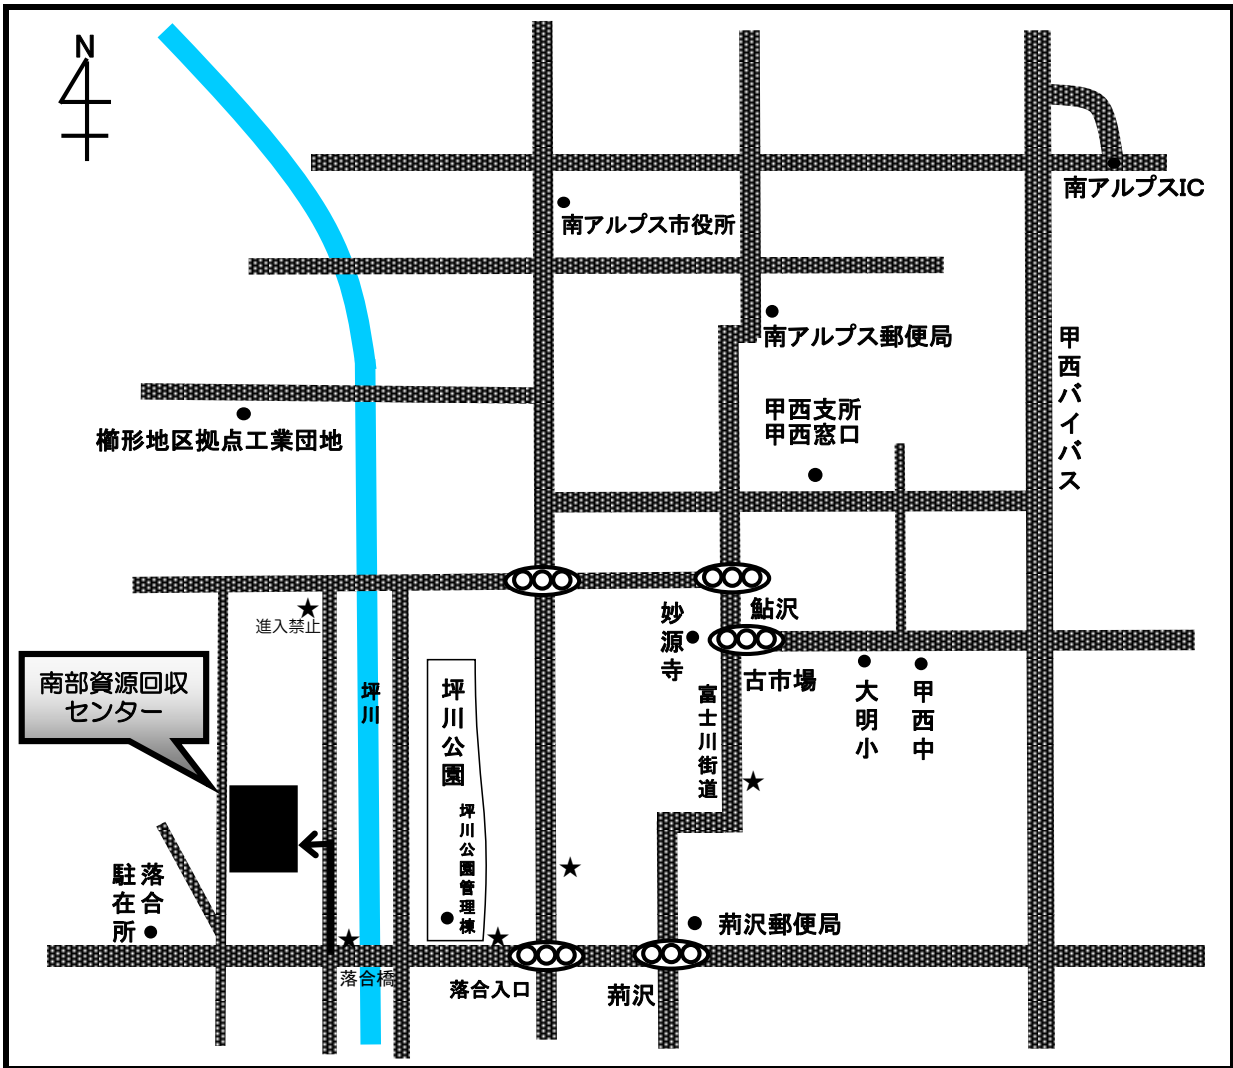 N
南アルプスIC
南アルプス市役所
南アルプス郵便局
甲西バイパス
甲西支所
甲西窓口
櫛形地区拠点工業団地
進入禁止
妙源寺
鮎沢
古市場
南部資源回収
センター
坪川
坪川公園
富士川街道
大明小
甲西中
坪川公園管理棟
落合
駐在所
荊沢郵便局
落合橋
落合入口
荊沢